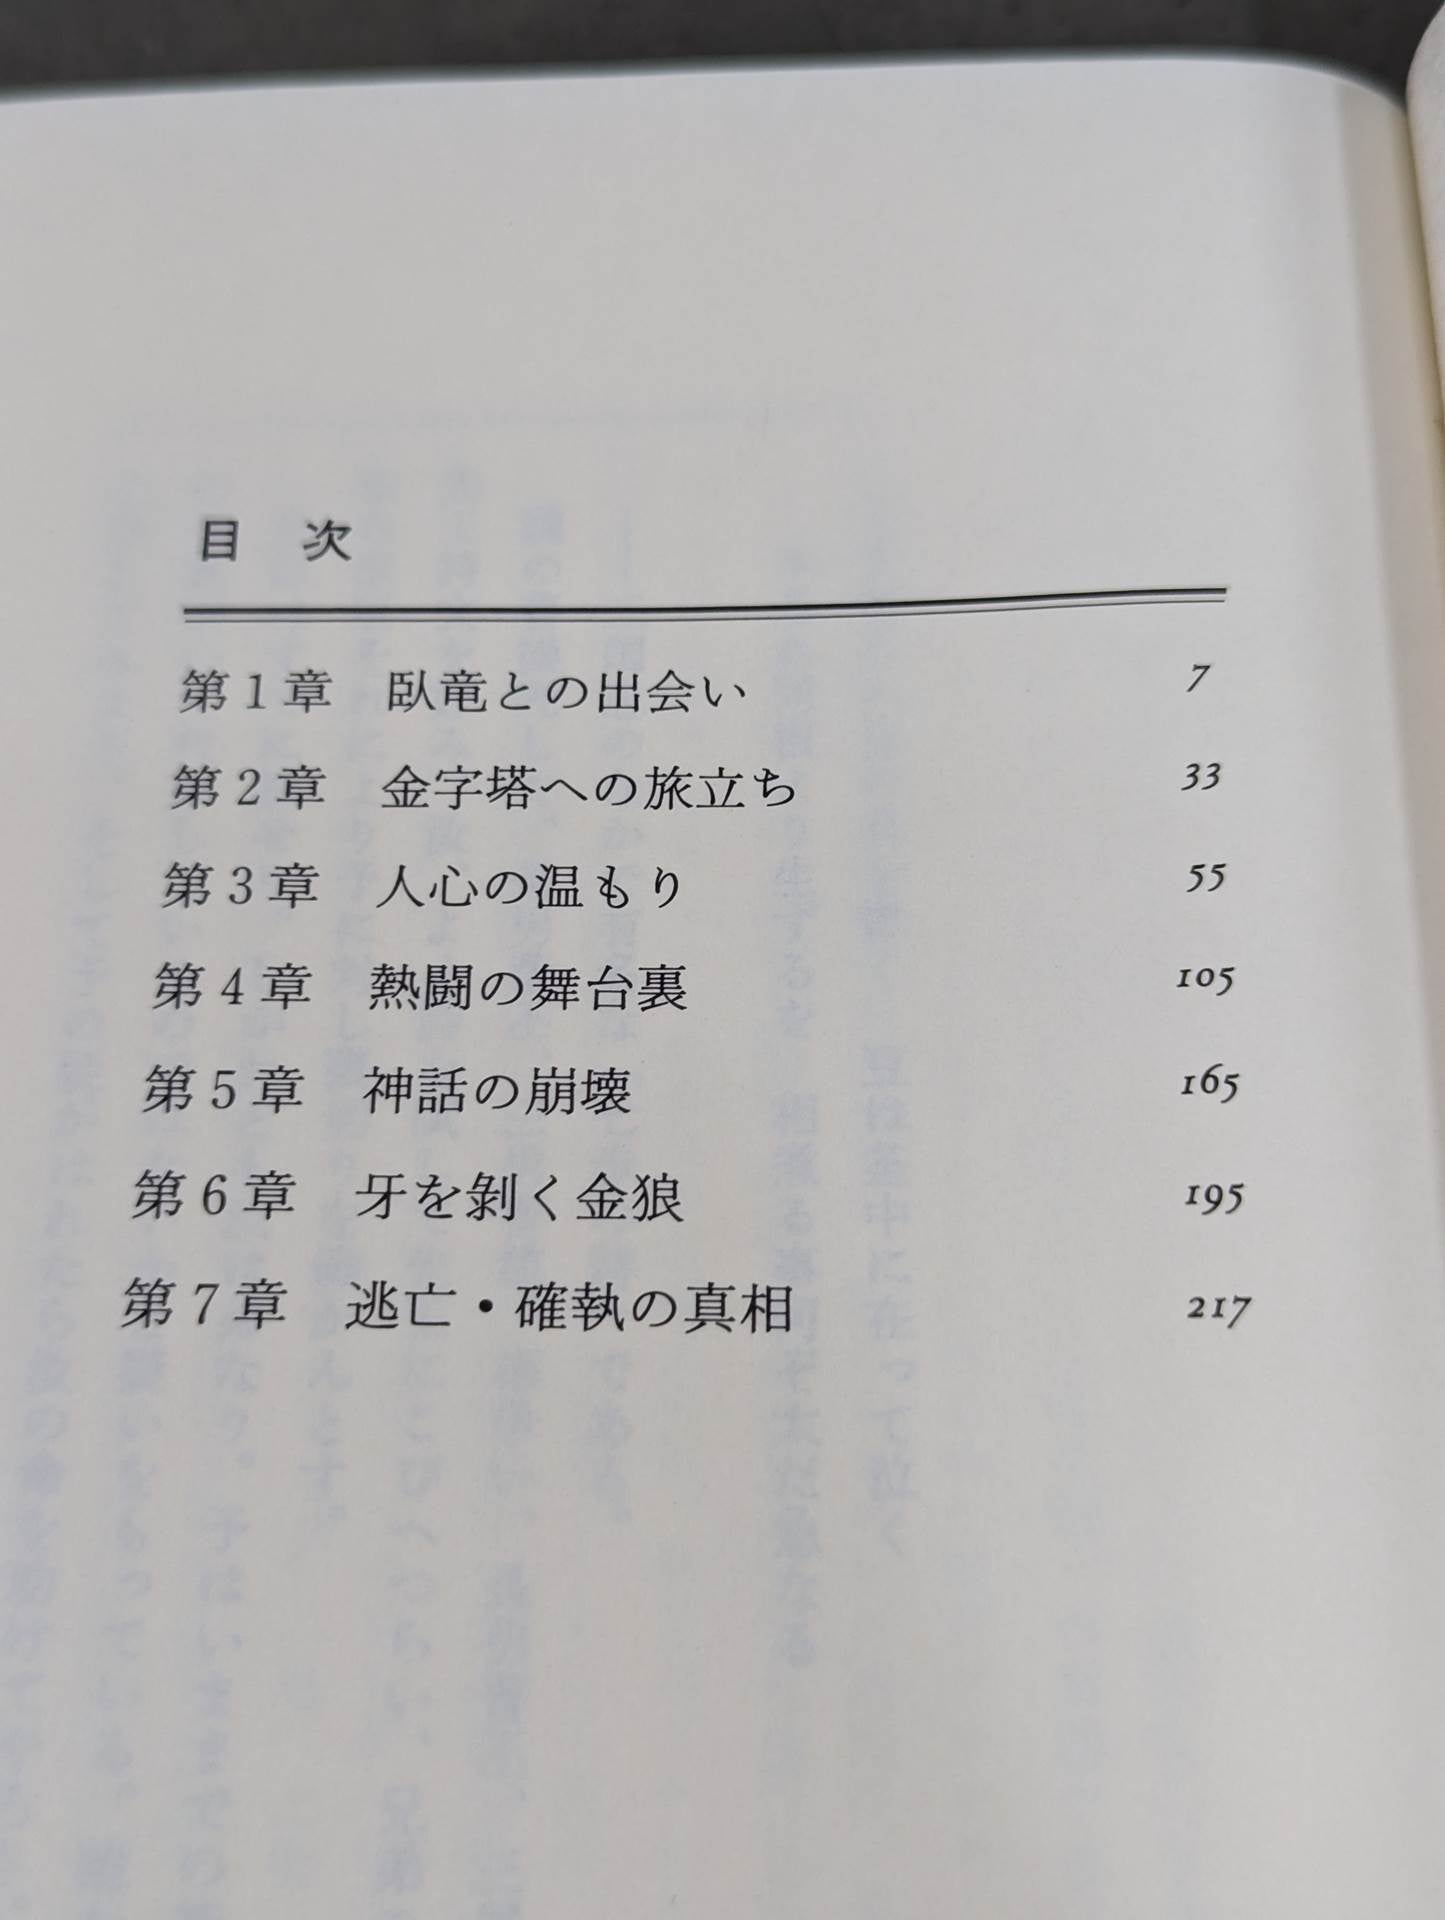 目　次
第1章　臥竜との出会い　7
第2章　金字塔への旅立ち　33
第3章　人心の温もり　55
第4章　熱闘の舞台裏　105
第5章　神話の崩壊　165
第6章　牙を剝く金狼　195
第7章　逃亡・確執の真相　217